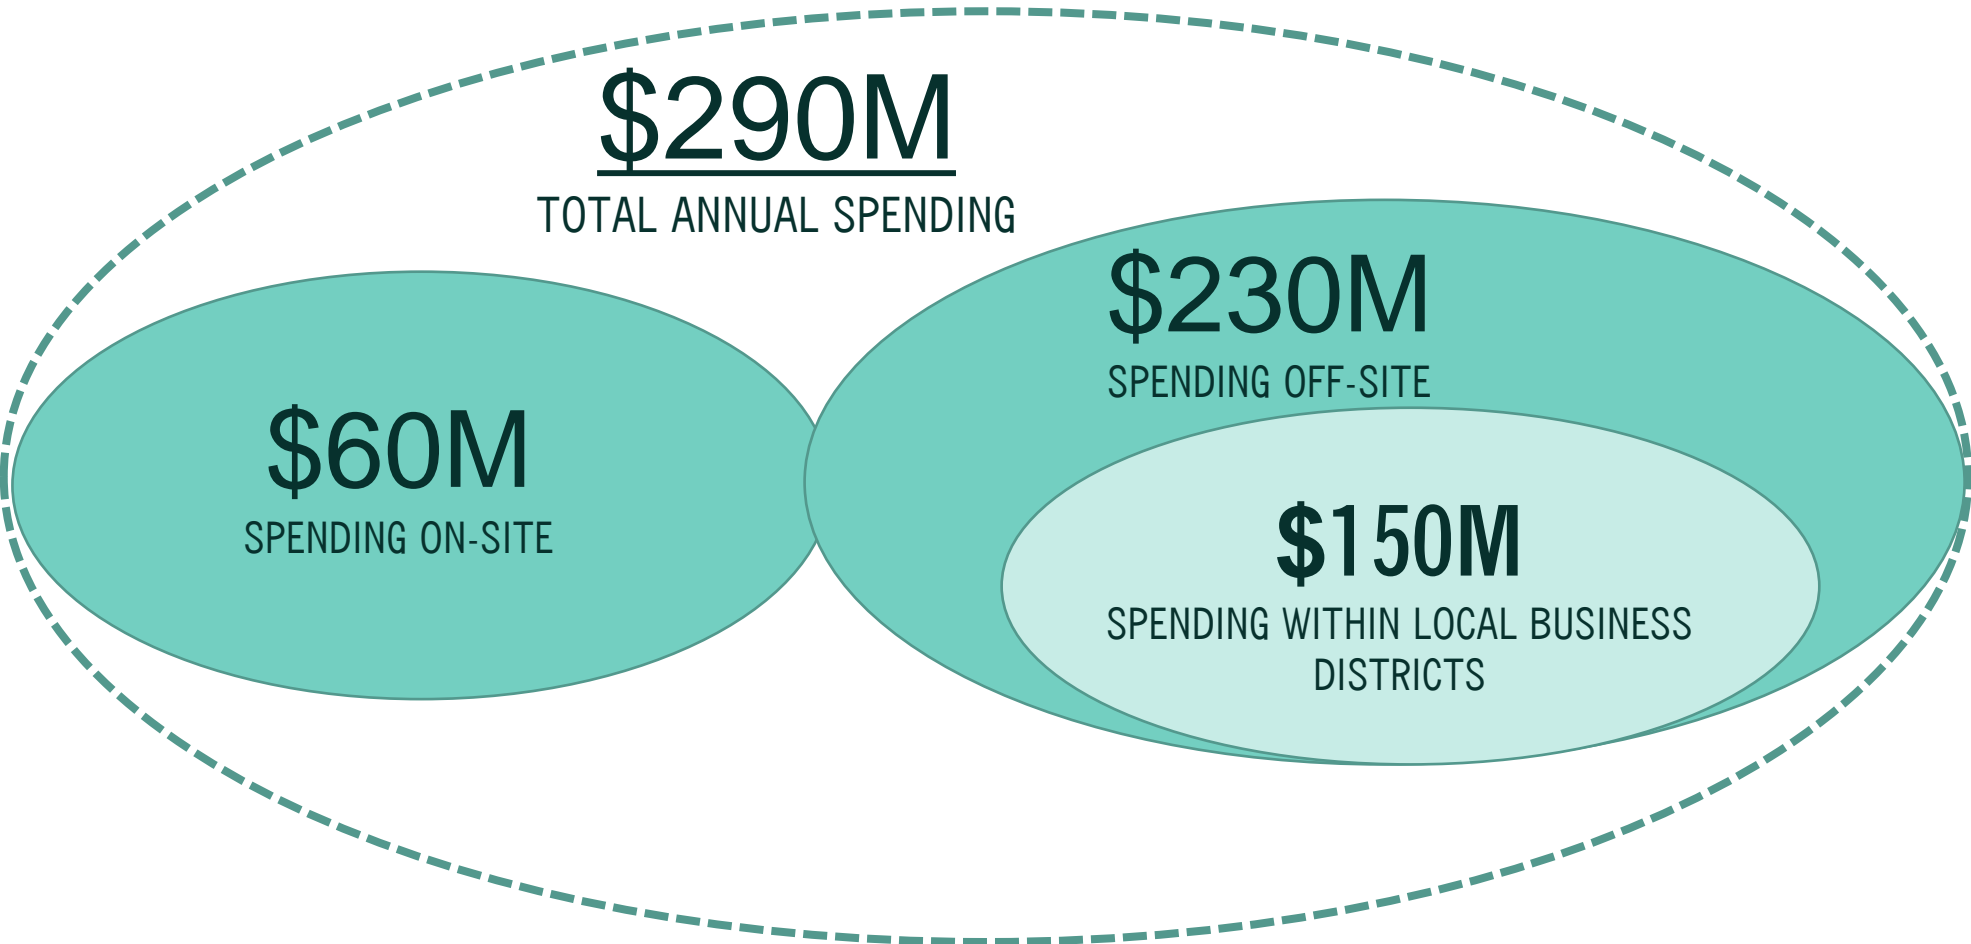 $290M
TOTAL ANNUAL SPENDING
$230M
SPENDING OFF-SITE
$60M
SPENDING ON-SITE
$150M
SPENDING WITHIN LOCAL BUSINESS
DISTRICTS